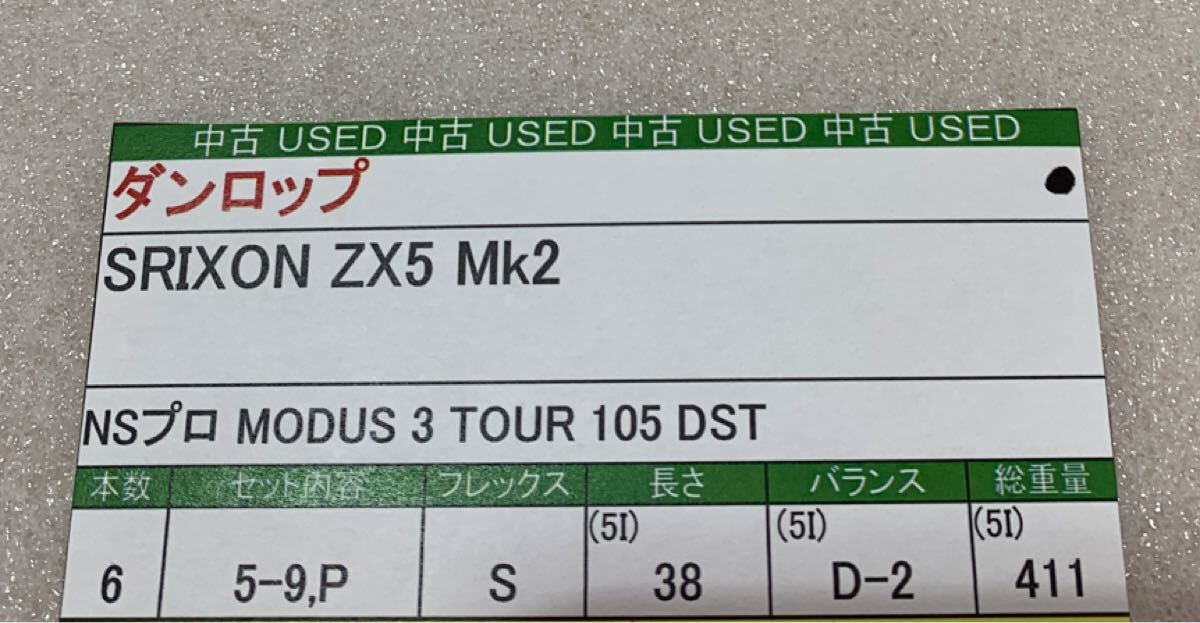 中古 USED 中古 USED 中古 USED 中古 USED
ダンロップ
SRIXON ZX5 Mk2
NSプロ MODUS 3 TOUR 105 DST
本数 セット内容 フレックス 長さ バランス 総重量
(5I) (5I) (5I)
6 5-9,P S 38 D-2 411